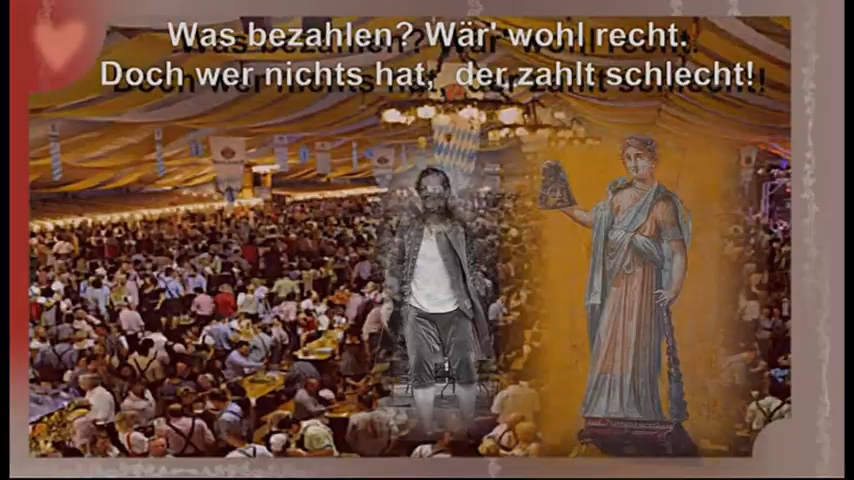 Was bezahlen? Wär' wohl recht.
Doch wer nichts hat, der zahlt schlecht!